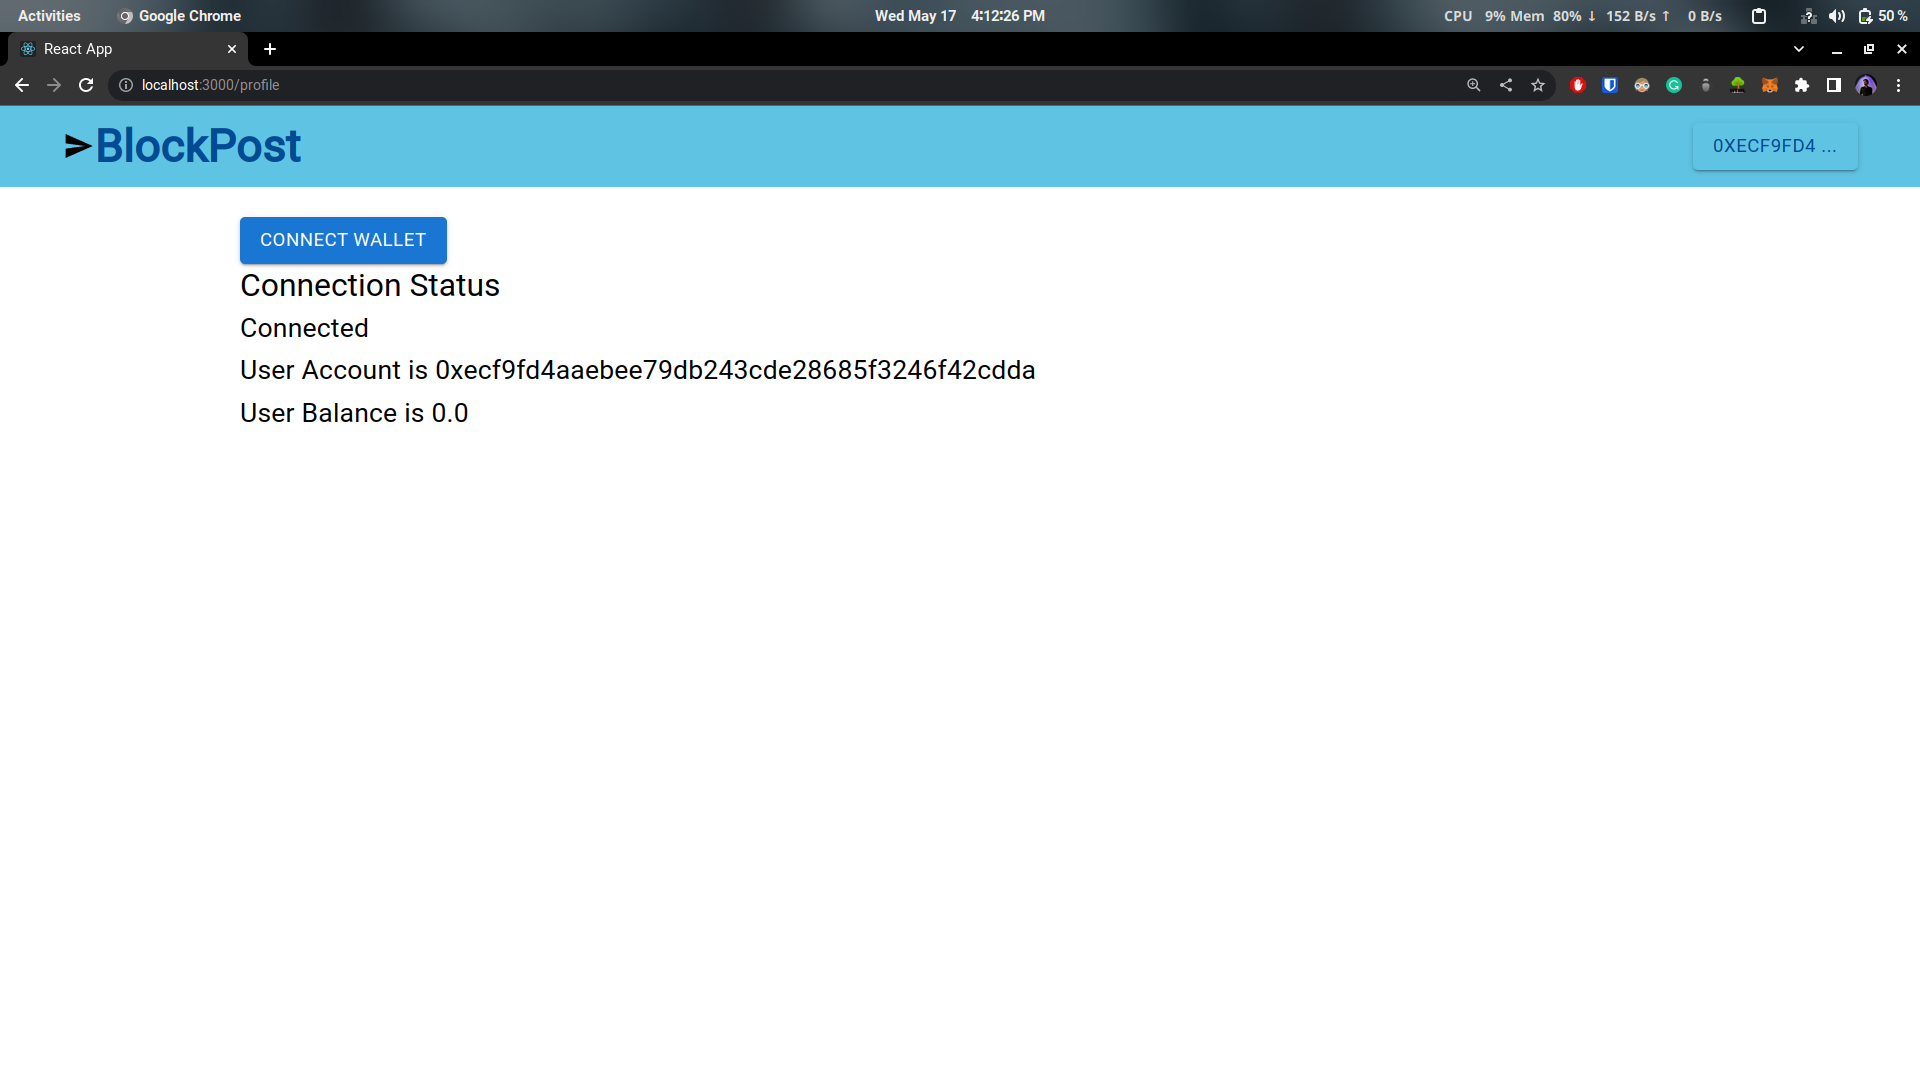 Activities Google Chrome Wed May 17 4:12:26 PM CPU 9% Mem 80% ↓ 152 B/s ↑ 0 B/s 50 %
React App
localhost:3000/profile
BlockPost 0XECF9FD4 ...
CONNECT WALLET
Connection Status
Connected
User Account is 0xecf9fd4aaebee79db243cde28685f3246f42cdda
User Balance is 0.0